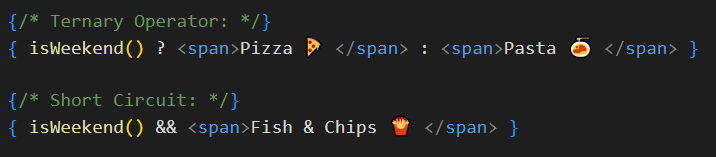 {/* Ternary Operator: */}
{ isWeekend() ? <span>Pizza 🍕 </span> : <span>Pasta 🍝 </span> }
{/* Short Circuit: */}
{ isWeekend() && <span>Fish & Chips 🍟 </span> }